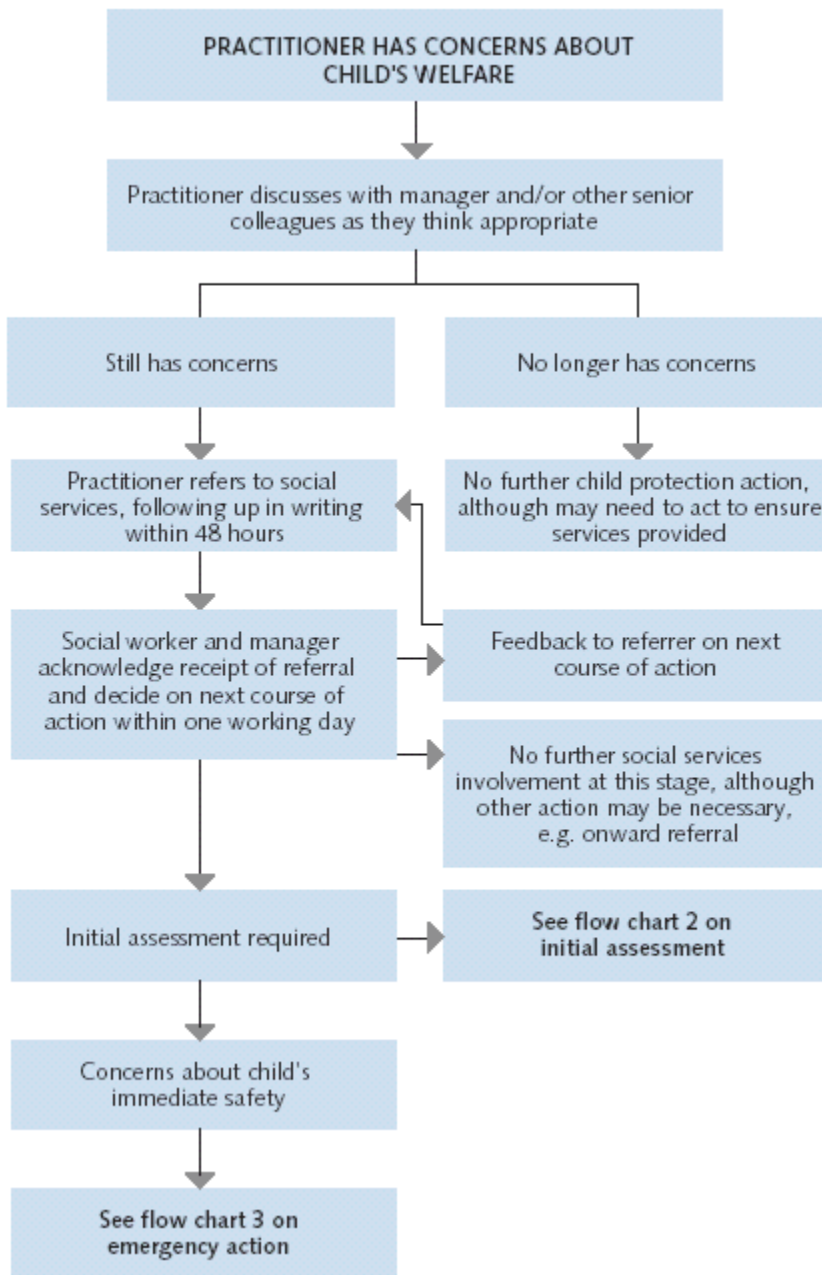 PRACTITIONER HAS CONCERNS ABOUT
CHILD'S WELFARE
Practitioner discusses with manager and/or other senior
colleagues as they think appropriate
Still has concerns
No longer has concerns
Practitioner refers to social
services, following up in writing
within 48 hours
No further child protection action,
although may need to act to ensure
services provided
Social worker and manager
acknowledge receipt of referral
and decide on next course of
action within one working day
Feedback to referrer on next
course of action
No further social services
involvement at this stage, although
other action may be necessary,
e.g. onward referral
Initial assessment required
See flow chart 2 on
initial assessment
Concerns about child's
immediate safety
See flow chart 3 on
emergency action